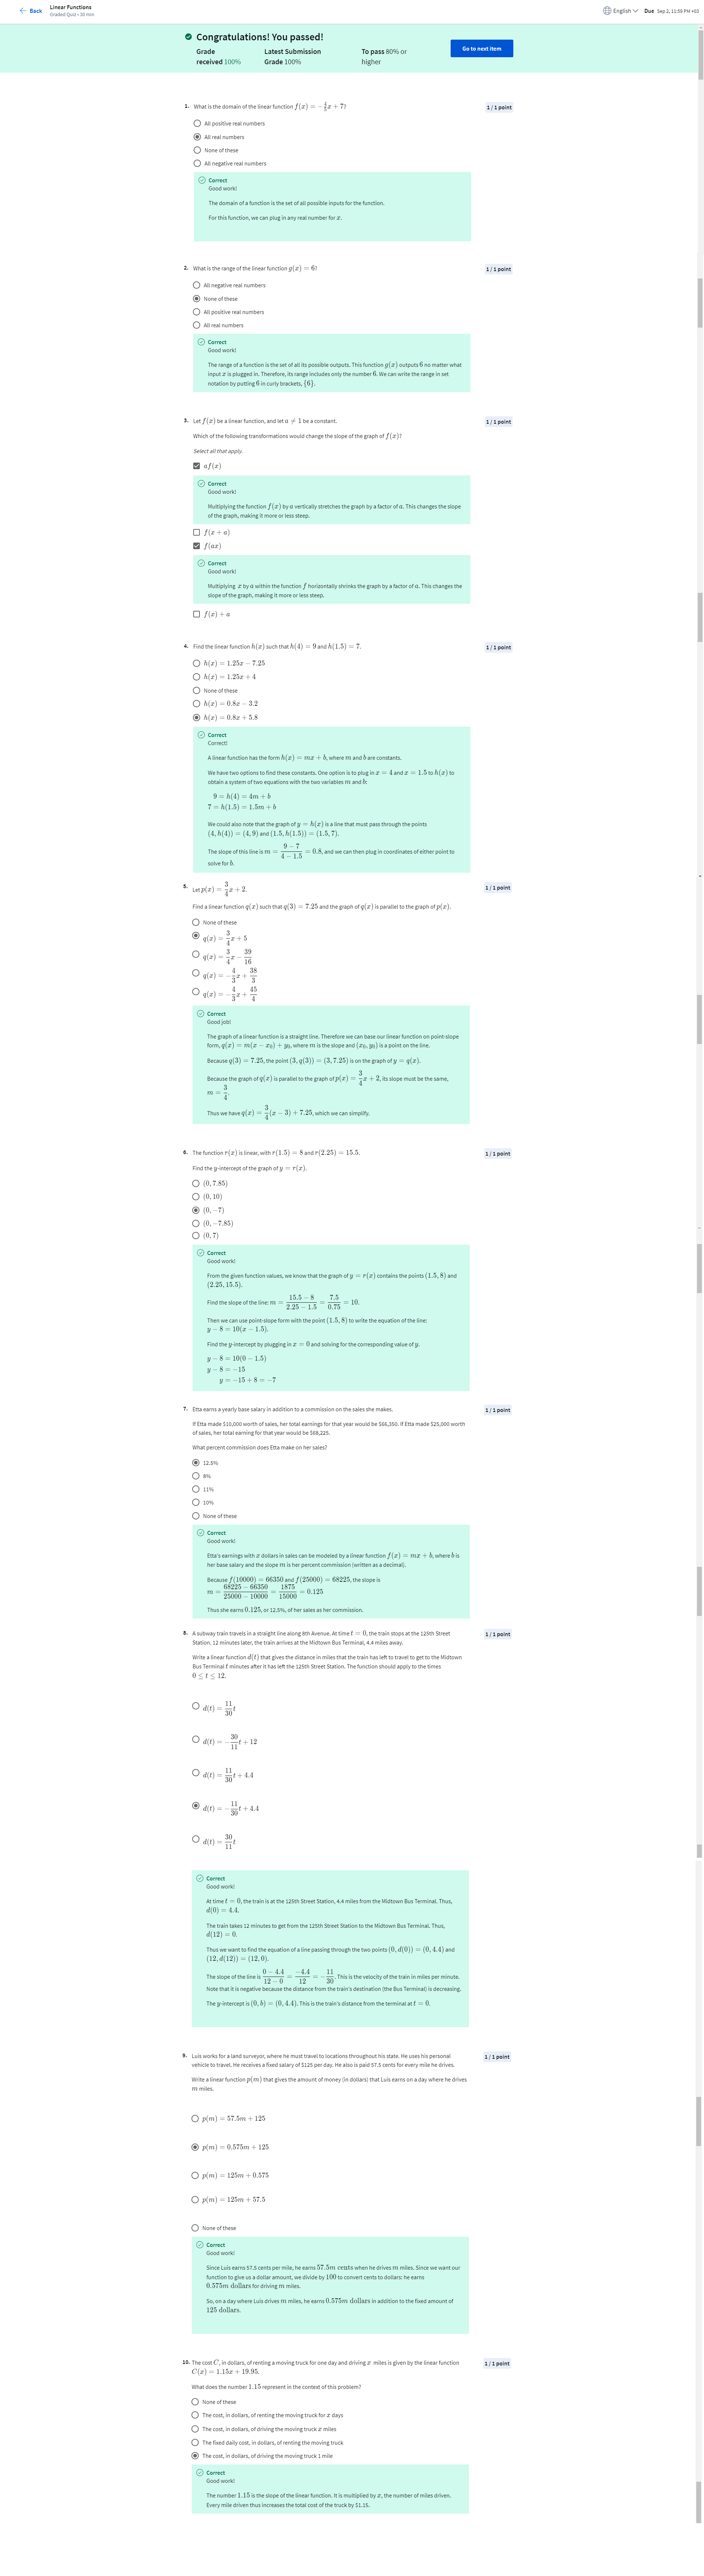 Back
Linear Functions
Graded Quiz • 30 min
English
Due Sep 2, 11:59 PM +03
Congratulations! You passed!
Grade received 100%
Latest Submission Grade 100%
To pass 80% or higher
Go to next item
1. What is the domain of the linear function f(x) = −4/5x + 7?
1 / 1 point
All positive real numbers
All real numbers
None of these
All negative real numbers
Correct
Good work!
The domain of a function is the set of all possible inputs for the function.
For this function, we can plug in any real number for x.
2. What is the range of the linear function g(x) = 6?
1 / 1 point
All negative real numbers
None of these
All positive real numbers
All real numbers
Correct
Good work!
The range of a function is the set of all its possible outputs. This function g(x) outputs 6 no matter what
input x is plugged in. Therefore, its range includes only the number 6. We can write the range in set
notation by putting 6 in curly brackets, {6}.
3. Let f(x) be a linear function, and let a ≠ 1 be a constant.
1 / 1 point
Which of the following transformations would change the slope of the graph of f(x)?
Select all that apply.
af(x)
Correct
Good work!
Multiplying the function f(x) by a vertically stretches the graph by a factor of a. This changes the slope
of the graph, making it more or less steep.
f(x + a)
f(ax)
Correct
Good work!
Multiplying x by a within the function f horizontally shrinks the graph by a factor of a. This changes the
slope of the graph, making it more or less steep.
f(x) + a
4. Find the linear function h(x) such that h(4) = 9 and h(1.5) = 7.
1 / 1 point
h(x) = 1.25x − 7.25
h(x) = 1.25x + 4
None of these
h(x) = 0.8x − 3.2
h(x) = 0.8x + 5.8
Correct
Correct!
A linear function has the form h(x) = mx + b, where m and b are constants.
We have two options to find these constants. One option is to plug in x = 4 and x = 1.5 to h(x) to
obtain a system of two equations with the two variables m and b:
9 = h(4) = 4m + b
7 = h(1.5) = 1.5m + b
We could also note that the graph of y = h(x) is a line that must pass through the points
(4, h(4)) = (4, 9) and (1.5, h(1.5)) = (1.5, 7).
The slope of this line is m = (9 − 7)/(4 − 1.5) = 0.8, and we can then plug in coordinates of either point to
solve for b.
5. Let p(x) = 3/4x + 2.
1 / 1 point
Find a linear function q(x) such that q(3) = 7.25 and the graph of q(x) is parallel to the graph of p(x).
None of these
q(x) = 3/4x + 5
q(x) = 3/4x − 39/16
q(x) = −4/3x + 38/3
q(x) = −4/3x + 45/4
Correct
Good job!
The graph of a linear function is a straight line. Therefore we can base our linear function on point-slope
form, q(x) = m(x − x₀) + y₀, where m is the slope and (x₀, y₀) is a point on the line.
Because q(3) = 7.25, the point (3, q(3)) = (3, 7.25) is on the graph of y = q(x).
Because the graph of q(x) is parallel to the graph of p(x) = 3/4x + 2, its slope must be the same,
m = 3/4.
Thus we have q(x) = 3/4(x − 3) + 7.25, which we can simplify.
6. The function r(x) is linear, with r(1.5) = 8 and r(2.25) = 15.5.
1 / 1 point
Find the y-intercept of the graph of y = r(x).
(0, 7.85)
(0, 10)
(0, −7)
(0, −7.85)
(0, 7)
Correct
Good work!
From the given function values, we know that the graph of y = r(x) contains the points (1.5, 8) and
(2.25, 15.5).
Find the slope of the line: m = (15.5 − 8)/(2.25 − 1.5) = 7.5/0.75 = 10.
Then we can use point-slope form with the point (1.5, 8) to write the equation of the line:
y − 8 = 10(x − 1.5).
Find the y-intercept by plugging in x = 0 and solving for the corresponding value of y.
y − 8 = 10(0 − 1.5)
y − 8 = −15
y = −15 + 8 = −7
7. Etta earns a yearly base salary in addition to a commission on the sales she makes.
1 / 1 point
If Etta made $10,000 worth of sales, her total earnings for that year would be $66,350. If Etta made $25,000 worth
of sales, her total earning for that year would be $68,225.
What percent commission does Etta make on her sales?
12.5%
8%
11%
10%
None of these
Correct
Good work!
Etta's earnings with x dollars in sales can be modeled by a linear function f(x) = mx + b, where b is
her base salary and the slope m is her percent commission (written as a decimal).
Because f(10000) = 66350 and f(25000) = 68225, the slope is
m = (68225 − 66350)/(25000 − 10000) = 1875/15000 = 0.125
Thus she earns 0.125, or 12.5%, of her sales as her commission.
8. A subway train travels in a straight line along 8th Avenue. At time t = 0, the train stops at the 125th Street
1 / 1 point
Station. 12 minutes later, the train arrives at the Midtown Bus Terminal, 4.4 miles away.
Write a linear function d(t) that gives the distance in miles that the train has left to travel to get to the Midtown
Bus Terminal t minutes after it has left the 125th Street Station. The function should apply to the times
0 ≤ t ≤ 12.
d(t) = 11/30t
d(t) = −30/11t + 12
d(t) = 11/30t + 4.4
d(t) = −11/30t + 4.4
d(t) = 30/11t
Correct
Good work!
At time t = 0, the train is at the 125th Street Station, 4.4 miles from the Midtown Bus Terminal. Thus,
d(0) = 4.4.
The train takes 12 minutes to get from the 125th Street Station to the Midtown Bus Terminal. Thus,
d(12) = 0.
Thus we want to find the equation of a line passing through the two points (0, d(0)) = (0, 4.4) and
(12, d(12)) = (12, 0).
The slope of the line is (0 − 4.4)/(12 − 0) = −4.4/12 = −11/30. This is the velocity of the train in miles per minute.
Note that it is negative because the distance from the train's destination (the Bus Terminal) is decreasing.
The y-intercept is (0, b) = (0, 4.4). This is the train's distance from the terminal at t = 0.
9. Luis works for a land surveyor, where he must travel to locations throughout his state. He uses his personal
1 / 1 point
vehicle to travel. He receives a fixed salary of $125 per day. He also is paid 57.5 cents for every mile he drives.
Write a linear function p(m) that gives the amount of money (in dollars) that Luis earns on a day where he drives
m miles.
p(m) = 57.5m + 125
p(m) = 0.575m + 125
p(m) = 125m + 0.575
p(m) = 125m + 57.5
None of these
Correct
Good work!
Since Luis earns 57.5 cents per mile, he earns 57.5m cents when he drives m miles. Since we want our
function to give us a dollar amount, we divide by 100 to convert cents to dollars: he earns
0.575m dollars for driving m miles.
So, on a day where Luis drives m miles, he earns 0.575m dollars in addition to the fixed amount of
125 dollars.
10. The cost C, in dollars, of renting a moving truck for one day and driving x miles is given by the linear function
1 / 1 point
C(x) = 1.15x + 19.95.
What does the number 1.15 represent in the context of this problem?
None of these
The cost, in dollars, of renting the moving truck for x days
The cost, in dollars, of driving the moving truck x miles
The fixed daily cost, in dollars, of renting the moving truck
The cost, in dollars, of driving the moving truck 1 mile
Correct
Good work!
The number 1.15 is the slope of the linear function. It is multiplied by x, the number of miles driven.
Every mile driven thus increases the total cost of the truck by $1.15.